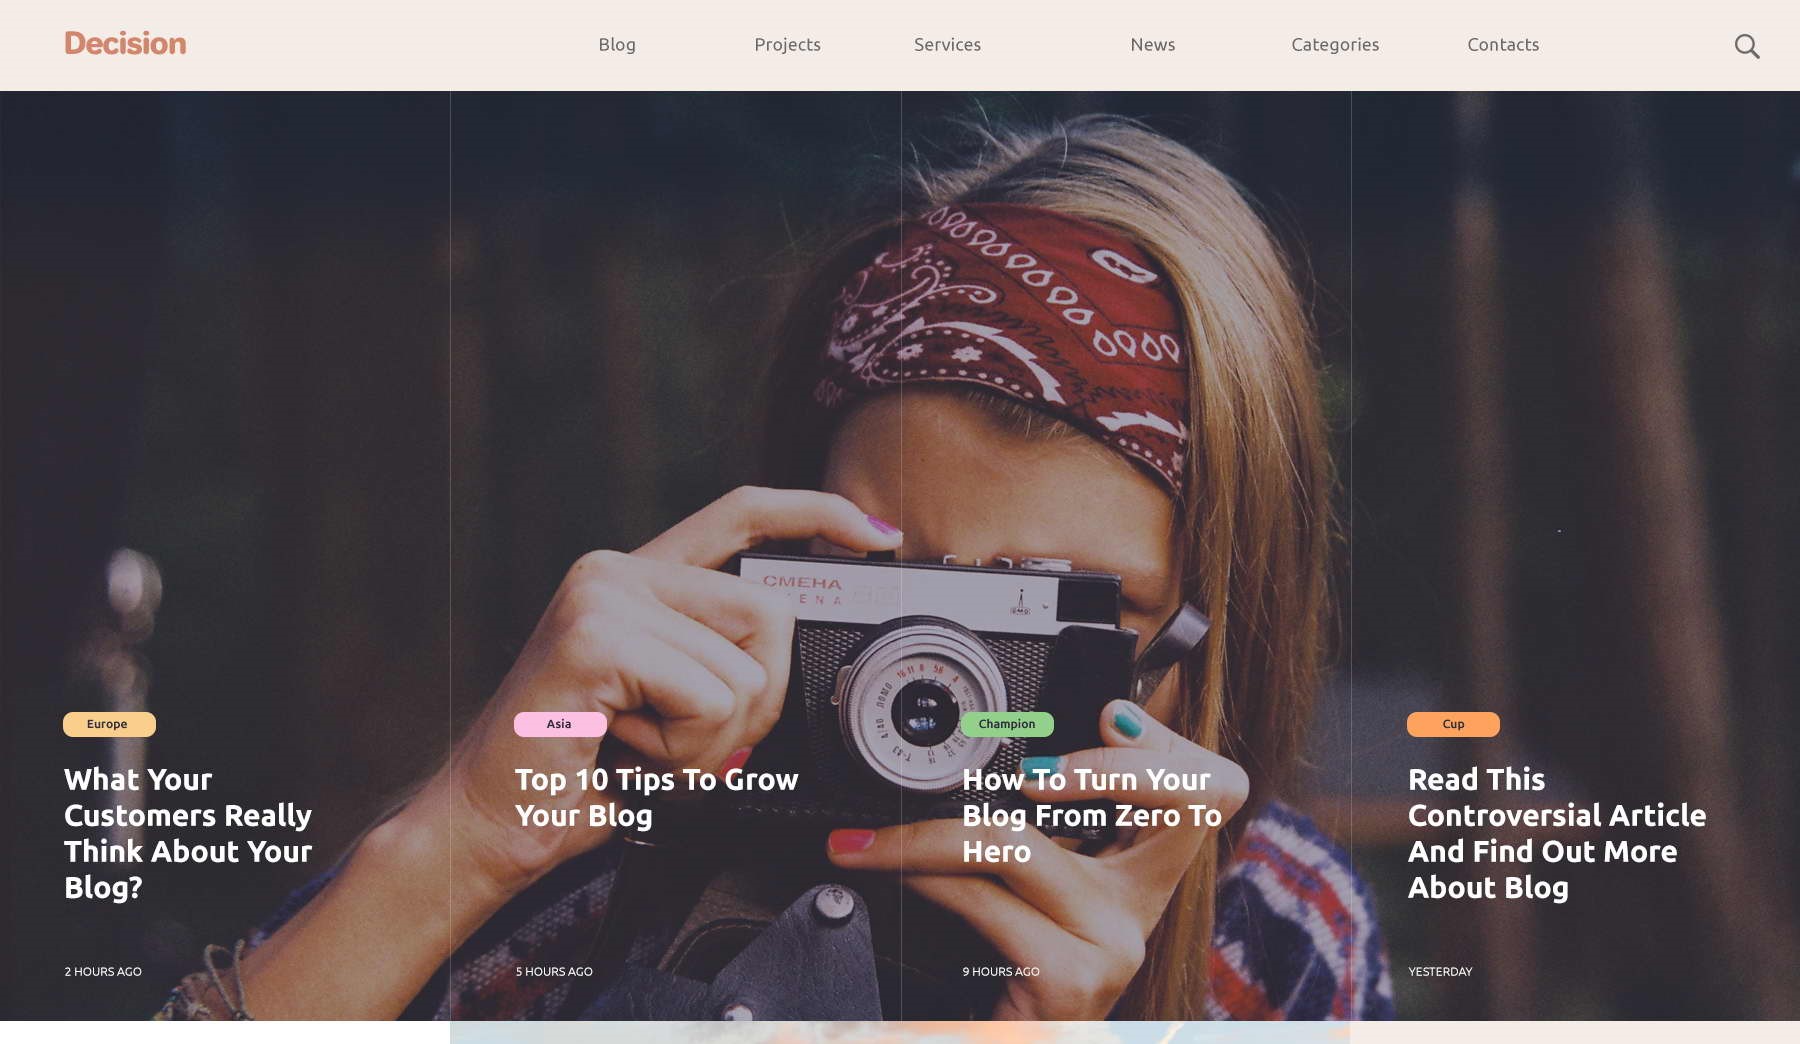 Decision
Blog
Projects
Services
News
Categories
Contacts
СМЕНА
Europe
What Your
Customers Really
Think About Your
Blog?
2 HOURS AGO
Asia
Top 10 Tips To Grow
Your Blog
5 HOURS AGO
Champion
How To Turn Your
Blog From Zero To
Hero
9 HOURS AGO
Cup
Read This
Controversial Article
And Find Out More
About Blog
YESTERDAY